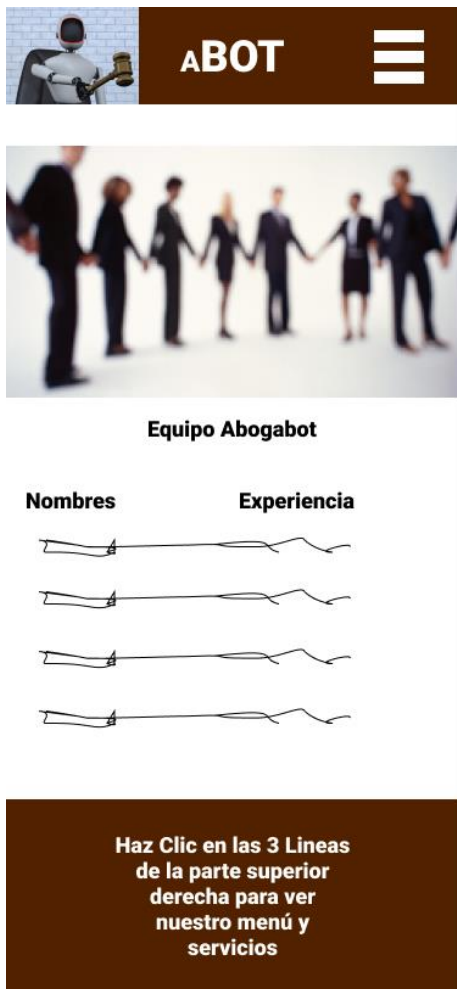 ABOT
Equipo Abogabot
Nombres Experiencia
Haz Clic en las 3 Lineas
de la parte superior
derecha para ver
nuestro menú y
servicios